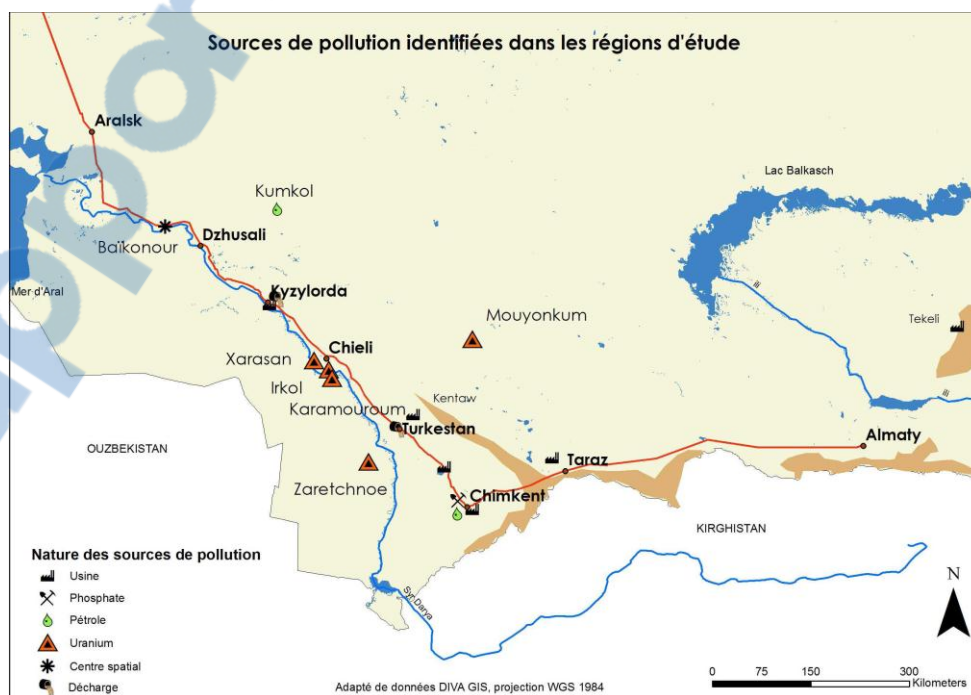 Sources de pollution identifiées dans les régions d'étude
Aralsk
Lac Balkasch
Kumkol
Baïkonour
Dzhusali
Mer d'Aral
Kyzylorda
Ili
Mouyonkum
Tekeli
Xarasan
Chieli
Irkol
Kentaw
Karamouroum
Ili
Turkestan
Almaty
OUZBEKISTAN
Taraz
Zaretchnoe
Chimkent
KIRGHISTAN
Nature des sources de pollution
Usine
Phosphate
Syr Darya
N
Pétrole
Uranium
Centre spatial
0 75 150 300
Kilometers
Décharge
Adapté de données DIVA GIS, projection WGS 1984